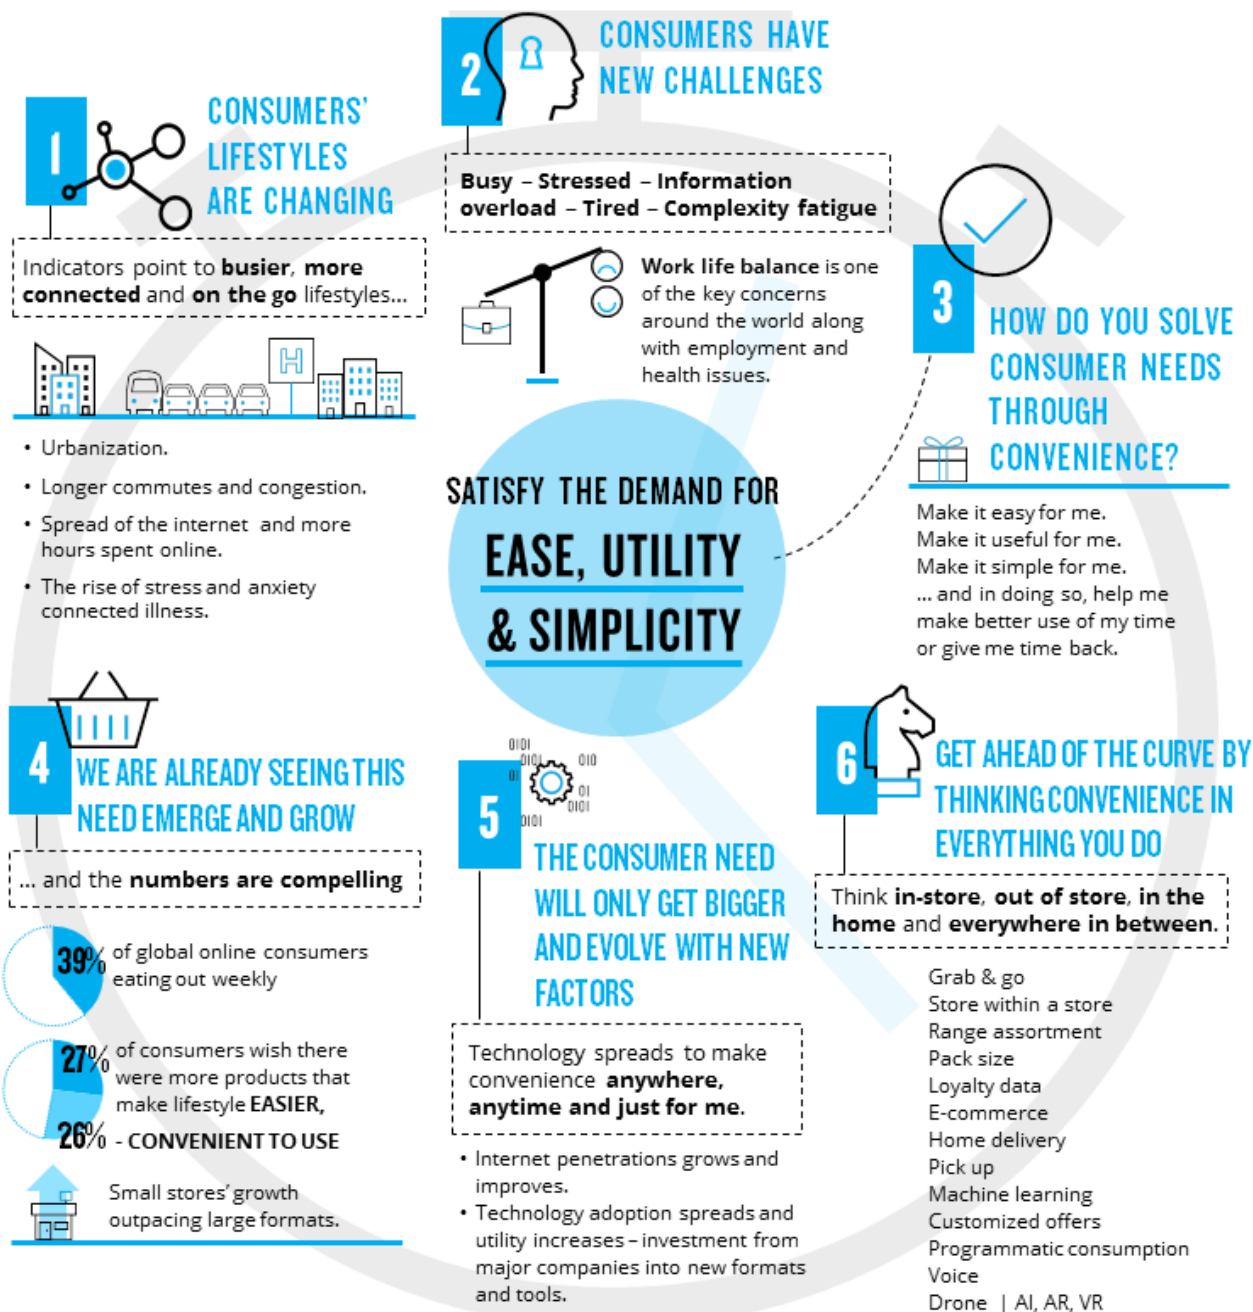 1
CONSUMERS'
LIFESTYLES
ARE CHANGING
Indicators point to busier, more
connected and on the go lifestyles...
H
• Urbanization.
• Longer commutes and congestion.
• Spread of the internet and more
hours spent online.
• The rise of stress and anxiety
connected illness.
2
CONSUMERS HAVE
NEW CHALLENGES
Busy – Stressed – Information
overload – Tired – Complexity fatigue
Work life balance is one
of the key concerns
around the world along
with employment and
health issues.
3
HOW DO YOU SOLVE
CONSUMER NEEDS
THROUGH
CONVENIENCE?
Make it easy for me.
Make it useful for me.
Make it simple for me.
... and in doing so, help me
make better use of my time
or give me time back.
SATISFY THE DEMAND FOR
EASE, UTILITY
& SIMPLICITY
4
WE ARE ALREADY SEEING THIS
NEED EMERGE AND GROW
... and the numbers are compelling
39% of global online consumers
eating out weekly
27% of consumers wish there
were more products that
make lifestyle EASIER,
26% - CONVENIENT TO USE
Small stores' growth
outpacing large formats.
5
0101
0101 010
01 01
0101
0101
THE CONSUMER NEED
WILL ONLY GET BIGGER
AND EVOLVE WITH NEW
FACTORS
Technology spreads to make
convenience anywhere,
anytime and just for me.
• Internet penetrations grows and
improves.
• Technology adoption spreads and
utility increases – investment from
major companies into new formats
and tools.
6
GET AHEAD OF THE CURVE BY
THINKING CONVENIENCE IN
EVERYTHING YOU DO
Think in-store, out of store, in the
home and everywhere in between.
Grab & go
Store within a store
Range assortment
Pack size
Loyalty data
E-commerce
Home delivery
Pick up
Machine learning
Customized offers
Programmatic consumption
Voice
Drone | AI, AR, VR